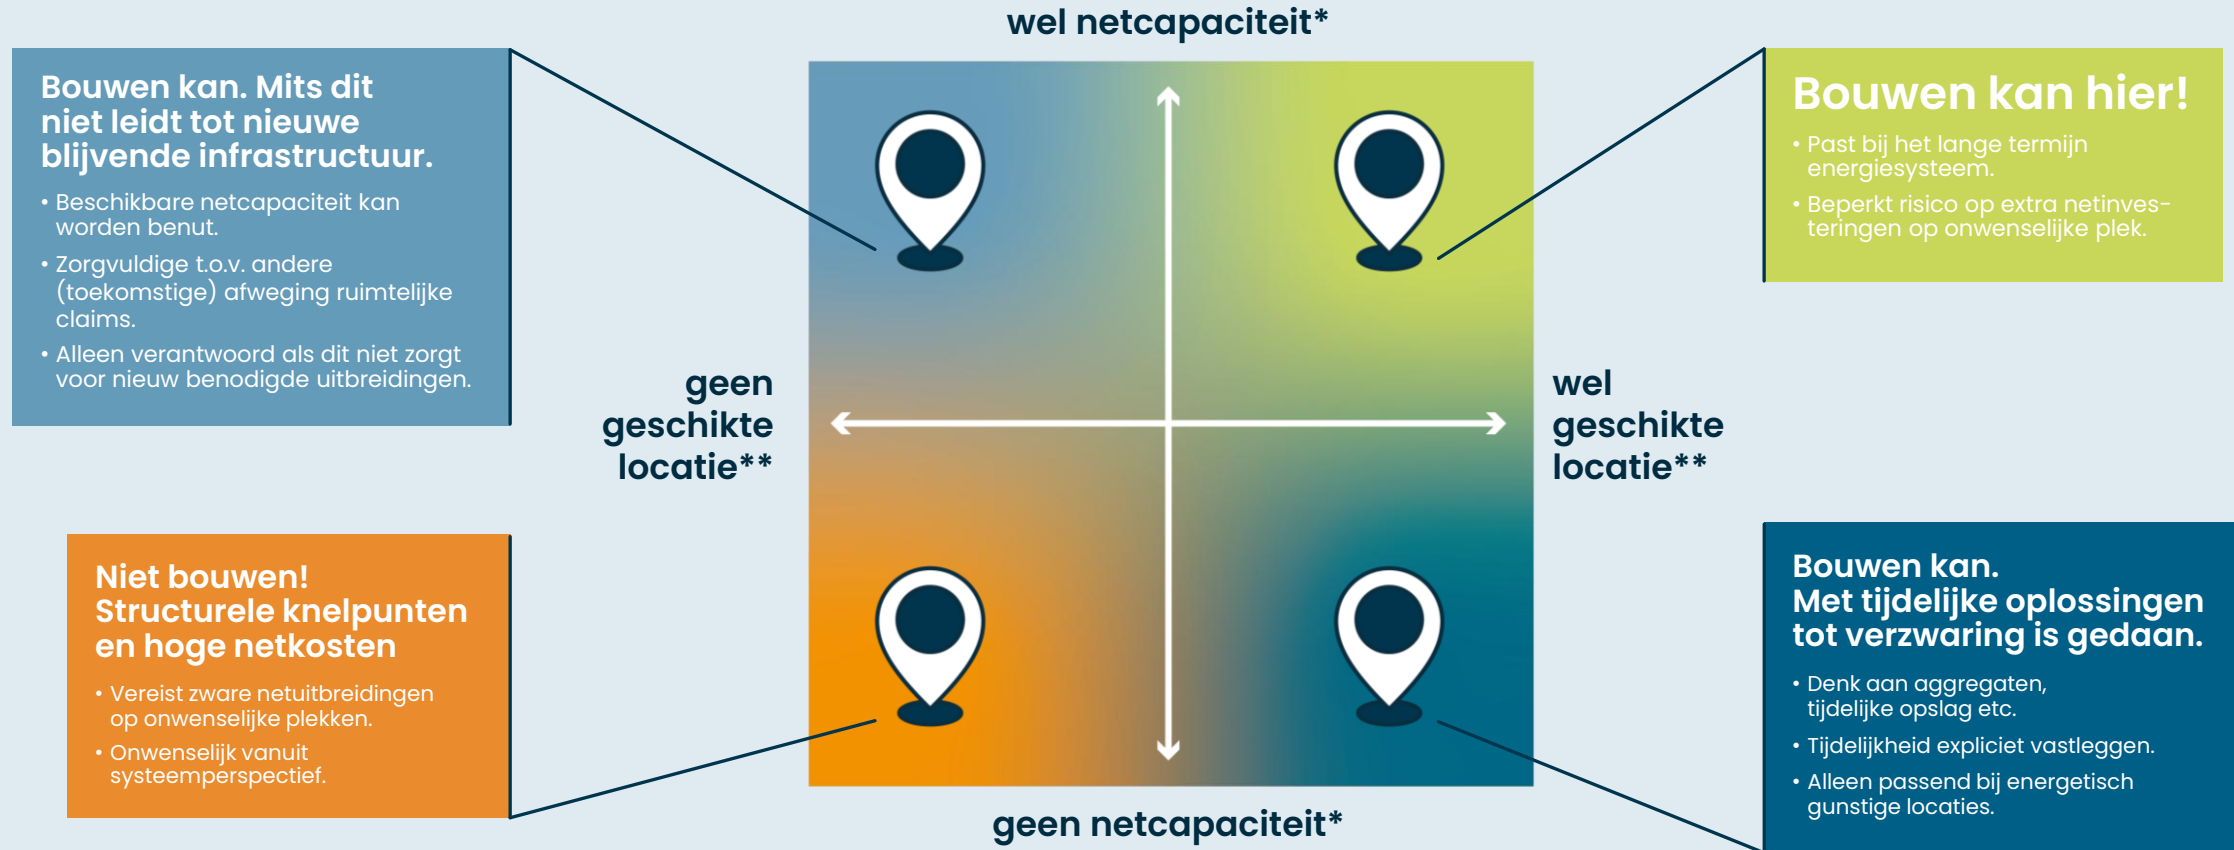 wel netcapaciteit*
Bouwen kan. Mits dit
niet leidt tot nieuwe
blijvende infrastructuur.
• Beschikbare netcapaciteit kan
worden benut.
• Zorgvuldige t.o.v. andere
(toekomstige) afweging ruimtelijke
claims.
• Alleen verantwoord als dit niet zorgt
voor nieuw benodigde uitbreidingen.
Bouwen kan hier!
• Past bij het lange termijn
energiesysteem.
• Beperkt risico op extra netinves-
teringen op onwenselijke plek.
geen
geschikte
locatie**
wel
geschikte
locatie**
Niet bouwen!
Structurele knelpunten
en hoge netkosten
• Vereist zware netuitbreidingen
op onwenselijke plekken.
• Onwenselijk vanuit
systeemperspectief.
Bouwen kan.
Met tijdelijke oplossingen
tot verzwaring is gedaan.
• Denk aan aggregaten,
tijdelijke opslag etc.
• Tijdelijkheid expliciet vastleggen.
• Alleen passend bij energetisch
gunstige locaties.
geen netcapaciteit*